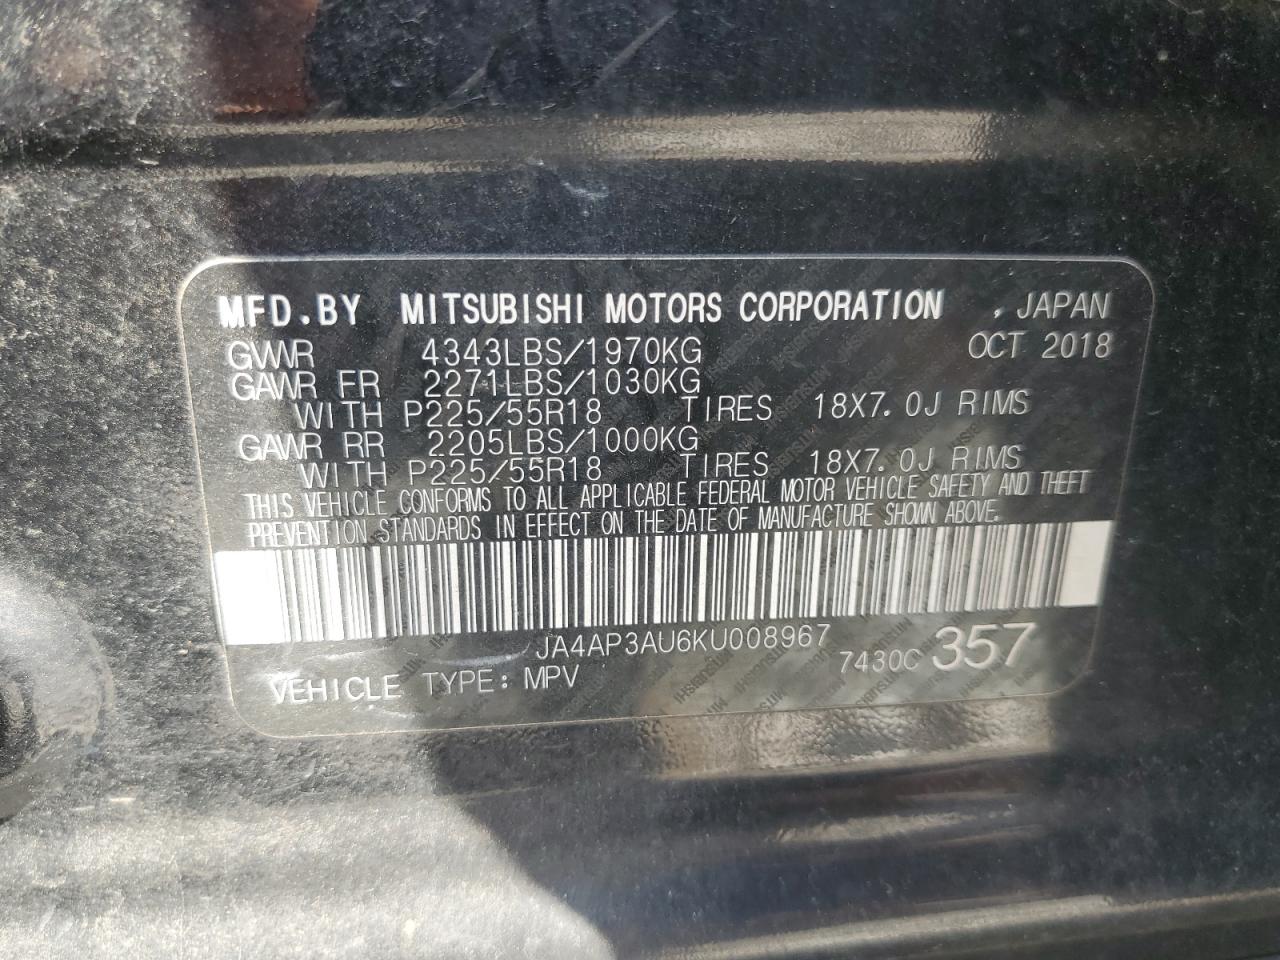 MFD.BY MITSUBISHI MOTORS CORPORATION , JAPAN
GVWR 4343LBS/1970KG OCT 2018
GAWR FR 2271LBS/1030KG
WITH P225/55R18 TIRES 18X7.0J RIMS
GAWR RR 2205LBS/1000KG
WITH P225/55R18 TIRES 18X7.0J RIMS
THIS VEHICLE CONFORMS TO ALL APPLICABLE FEDERAL MOTOR VEHICLE SAFETY AND THEFT
PREVENTION STANDARDS IN EFFECT ON THE DATE OF MANUFACTURE SHOWN ABOVE.
JA4AP3AU6KU008967
VEHICLE TYPE: MPV 7430C 357